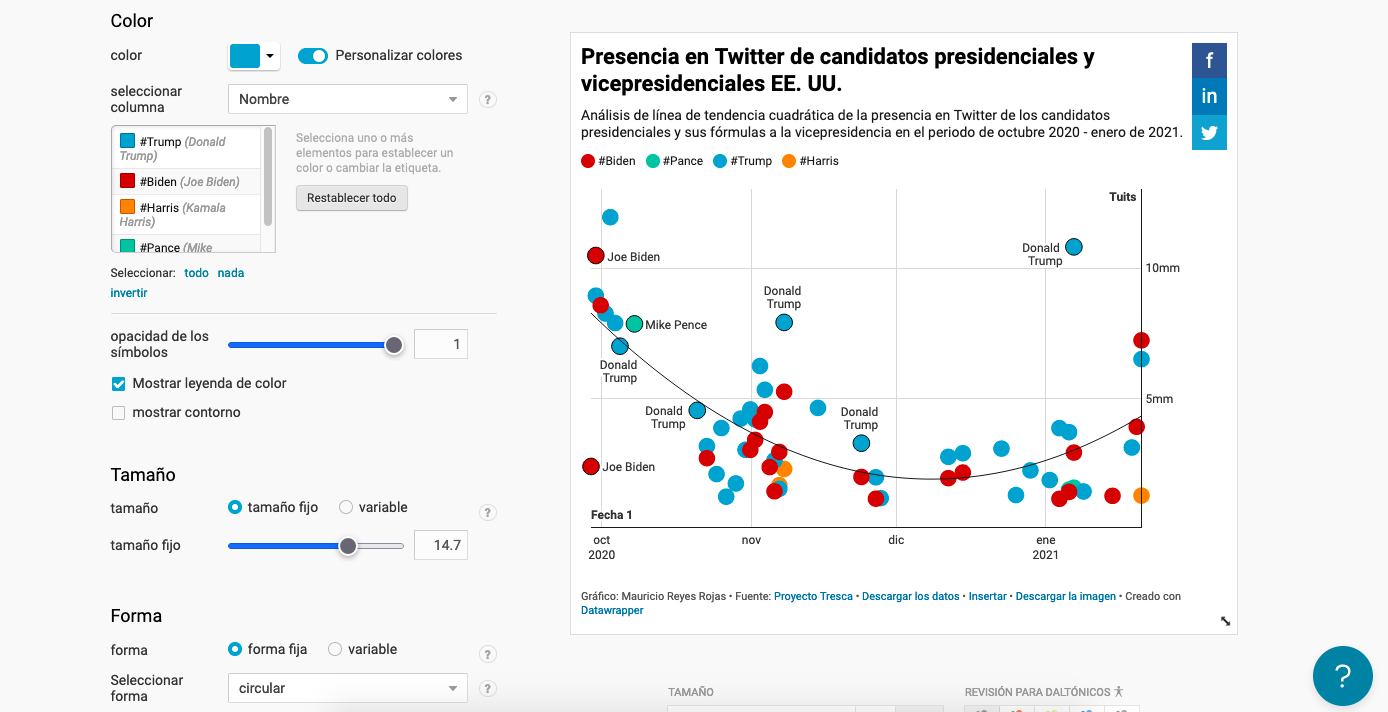 Color
color
Personalizar colores
seleccionar
columna
Nombre
?
#Trump (Donald
Trump)
#Biden (Joe Biden)
#Harris (Kamala
Harris)
#Pance (Mike
Selecciona uno o más
elementos para establecer un
color o cambiar la etiqueta.
Restablecer todo
Seleccionar: todo nada
invertir
opacidad de los
símbolos
1
Mostrar leyenda de color
mostrar contorno
Tamaño
tamaño
tamaño fijo
variable
?
tamaño fijo
14.7
Forma
forma
forma fija
variable
?
Seleccionar
forma
circular
?
Presencia en Twitter de candidatos presidenciales y
vicepresidenciales EE. UU.
f
in
Análisis de línea de tendencia cuadrática de la presencia en Twitter de los candidatos
presidenciales y sus fórmulas a la vicepresidencia en el periodo de octubre 2020 - enero de 2021.
#Biden #Pance #Trump #Harris
Tuits
Donald
Trump
Joe Biden
10mm
Donald
Trump
Mike Pence
Donald
Trump
5mm
Donald
Trump
Donald
Trump
Joe Biden
Fecha 1
oct
2020
nov
dic
ene
2021
Gráfico: Mauricio Reyes Rojas • Fuente: Proyecto Tresca • Descargar los datos • Insertar • Descargar la imagen • Creado con
Datawrapper
TAMAÑO
REVISIÓN PARA DALTÓNICOS
?